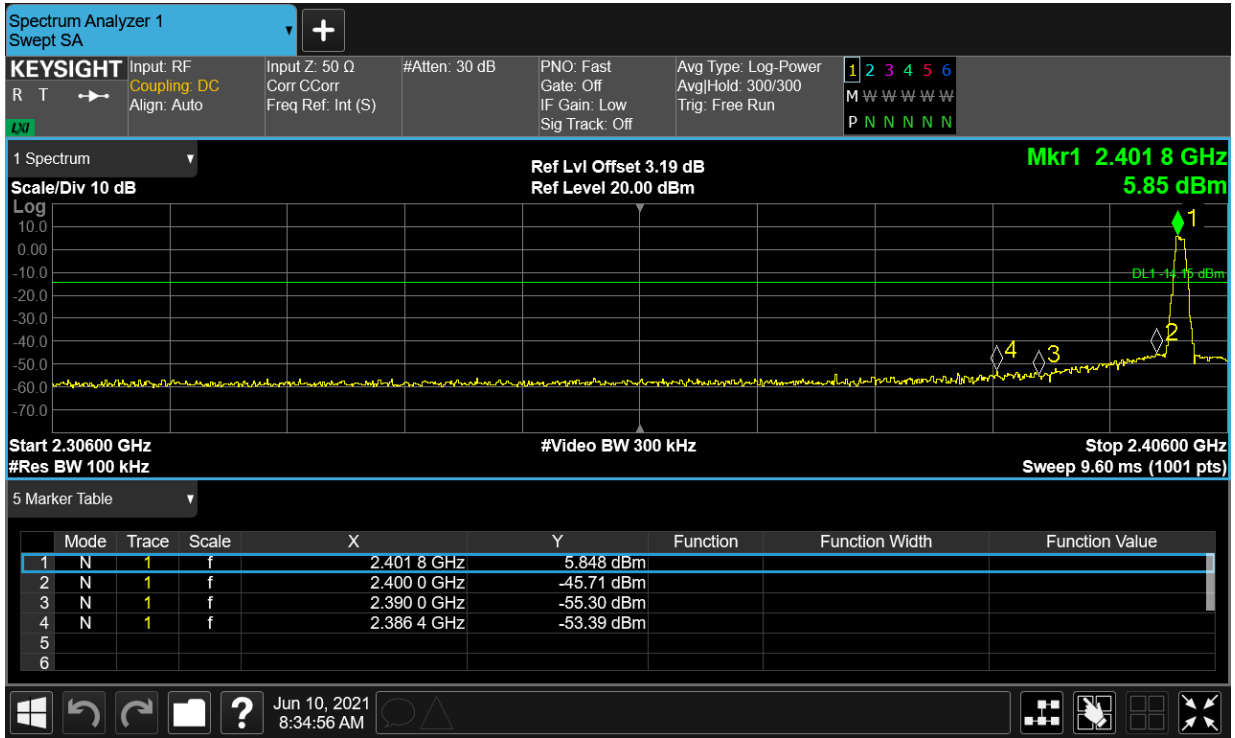 Spectrum Analyzer 1
Swept SA
+
KEYSIGHT
R T
LXI
Input: RF
Coupling: DC
Align: Auto
Input Z: 50 Ω
Corr CCorr
Freq Ref: Int (S)
#Atten: 30 dB
PNO: Fast
Gate: Off
IF Gain: Low
Sig Track: Off
Avg Type: Log-Power
Avg|Hold: 300/300
Trig: Free Run
1 2 3 4 5 6
M W W W W W
P N N N N N
1 Spectrum
Scale/Div 10 dB
Ref Lvl Offset 3.19 dB
Ref Level 20.00 dBm
Mkr1 2.401 8 GHz
5.85 dBm
Log
10.0
0.00
-10.0
-20.0
-30.0
-40.0
-50.0
-60.0
-70.0
1
DL1 -14.15 dBm
2
4
3
Start 2.30600 GHz
#Res BW 100 kHz
#Video BW 300 kHz
Stop 2.40600 GHz
Sweep 9.60 ms (1001 pts)
5 Marker Table
Mode Trace Scale X Y Function Function Width Function Value
1 N 1 f 2.401 8 GHz 5.848 dBm
2 N 1 f 2.400 0 GHz -45.71 dBm
3 N 1 f 2.390 0 GHz -55.30 dBm
4 N 1 f 2.386 4 GHz -53.39 dBm
5
6
?
Jun 10, 2021
8:34:56 AM